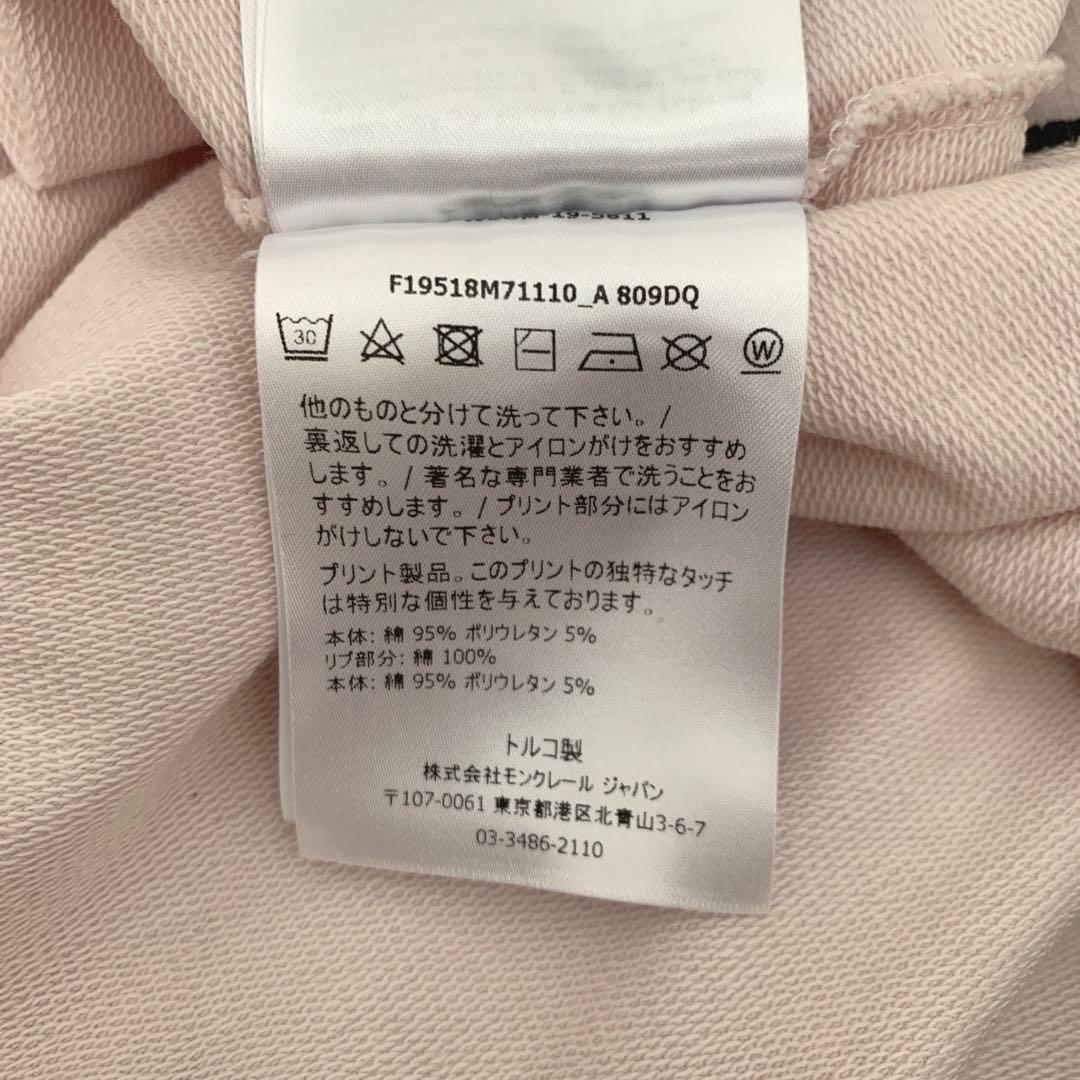 19-5811
F19518M71110_A 809DQ
30
W
他のものと分けて洗って下さい。/
裏返しての洗濯とアイロンがけをおすすめ
します。/ 著名な専門業者で洗うことをお
すすめします。/ プリント部分にはアイロン
がけしないで下さい。
プリント製品。このプリントの独特なタッチ
は特別な個性を与えております。
本体: 綿 95% ポリウレタン 5%
リブ部分: 綿 100%
本体: 綿 95% ポリウレタン 5%
トルコ製
株式会社モンクレール ジャパン
〒107-0061 東京都港区北青山3-6-7
03-3486-2110